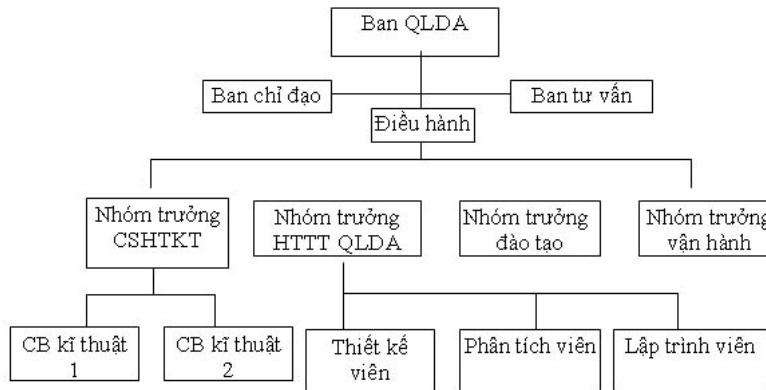 Ban QLDA
Ban chỉ đạo
Ban tư vấn
Điều hành
Nhóm trưởng
CSHTKT
Nhóm trưởng
HTTT QLDA
Nhóm trưởng
đào tạo
Nhóm trưởng
vận hành
CB kĩ thuật
1
CB kĩ thuật
2
Thiết kế
viên
Phân tích viên
Lập trình viên